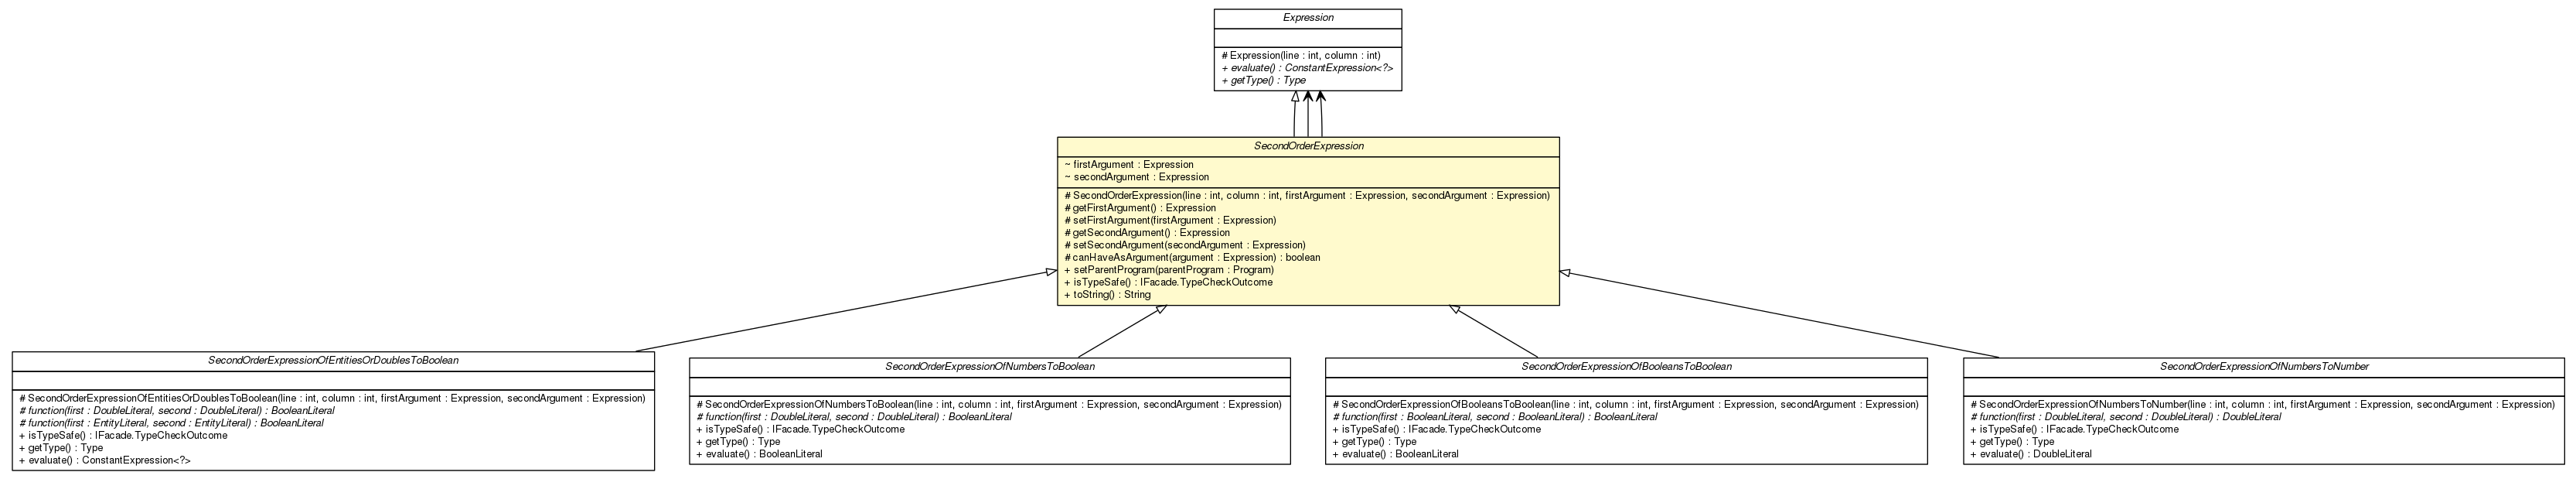 Expression
# Expression(line : int, column : int)
+ evaluate() : ConstantExpression<?>
+ getType() : Type
SecondOrderExpression
~ firstArgument : Expression
~ secondArgument : Expression
# SecondOrderExpression(line : int, column : int, firstArgument : Expression, secondArgument : Expression)
# getFirstArgument() : Expression
# setFirstArgument(firstArgument : Expression)
# getSecondArgument() : Expression
# setSecondArgument(secondArgument : Expression)
# canHaveAsArgument(argument : Expression) : boolean
+ setParentProgram(parentProgram : Program)
+ isTypeSafe() : IFacade.TypeCheckOutcome
+ toString() : String
SecondOrderExpressionOfEntitiesOrDoublesToBoolean
# SecondOrderExpressionOfEntitiesOrDoublesToBoolean(line : int, column : int, firstArgument : Expression, secondArgument : Expression)
# function(first : DoubleLiteral, second : DoubleLiteral) : BooleanLiteral
# function(first : EntityLiteral, second : EntityLiteral) : BooleanLiteral
+ isTypeSafe() : IFacade.TypeCheckOutcome
+ getType() : Type
+ evaluate() : ConstantExpression<?>
SecondOrderExpressionOfNumbersToBoolean
# SecondOrderExpressionOfNumbersToBoolean(line : int, column : int, firstArgument : Expression, secondArgument : Expression)
# function(first : DoubleLiteral, second : DoubleLiteral) : BooleanLiteral
+ isTypeSafe() : IFacade.TypeCheckOutcome
+ getType() : Type
+ evaluate() : BooleanLiteral
SecondOrderExpressionOfBooleansToBoolean
# SecondOrderExpressionOfBooleansToBoolean(line : int, column : int, firstArgument : Expression, secondArgument : Expression)
# function(first : BooleanLiteral, second : BooleanLiteral) : BooleanLiteral
+ isTypeSafe() : IFacade.TypeCheckOutcome
+ getType() : Type
+ evaluate() : BooleanLiteral
SecondOrderExpressionOfNumbersToNumber
# SecondOrderExpressionOfNumbersToNumber(line : int, column : int, firstArgument : Expression, secondArgument : Expression)
# function(first : DoubleLiteral, second : DoubleLiteral) : DoubleLiteral
+ isTypeSafe() : IFacade.TypeCheckOutcome
+ getType() : Type
+ evaluate() : DoubleLiteral